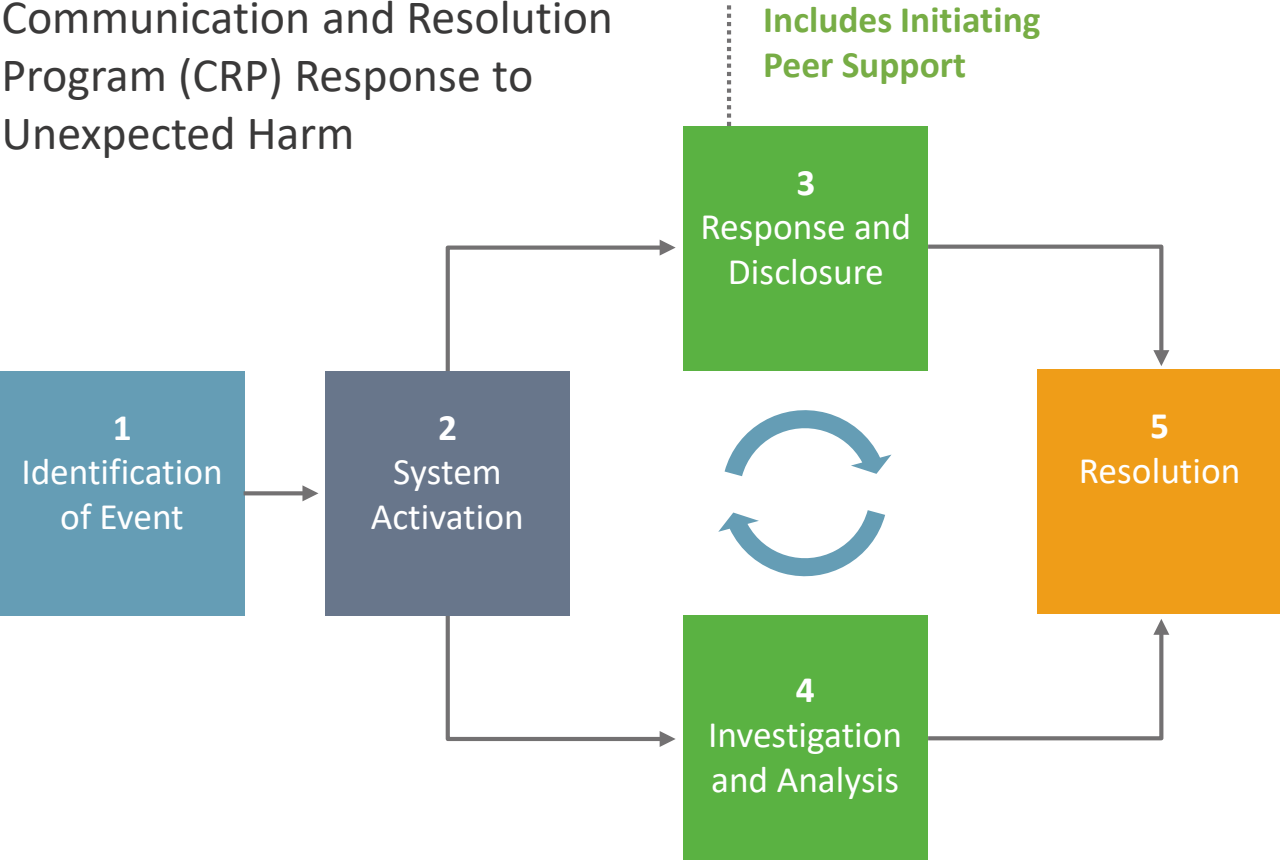 Communication and Resolution
Program (CRP) Response to
Unexpected Harm
Includes Initiating
Peer Support
1
Identification
of Event
2
System
Activation
3
Response and
Disclosure
4
Investigation
and Analysis
5
Resolution